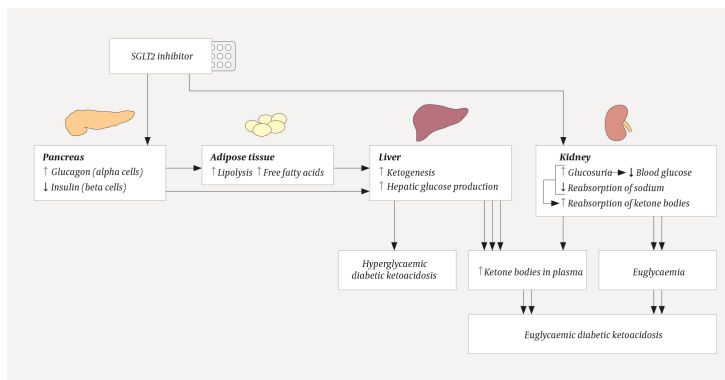 SGLT2 inhibitor
Pancreas
↑ Glucagon (alpha cells)
↓ Insulin (beta cells)
Adipose tissue
↑ Lipolysis ↑ Free fatty acids
Liver
↑ Ketogenesis
↑ Hepatic glucose production
Kidney
↑ Glucosuria → ↓ Blood glucose
↓ Reabsorption of sodium
↑ Reabsorption of ketone bodies
Hyperglycaemic
diabetic ketoacidosis
↑ Ketone bodies in plasma
Euglycaemia
Euglycaemic diabetic ketoacidosis